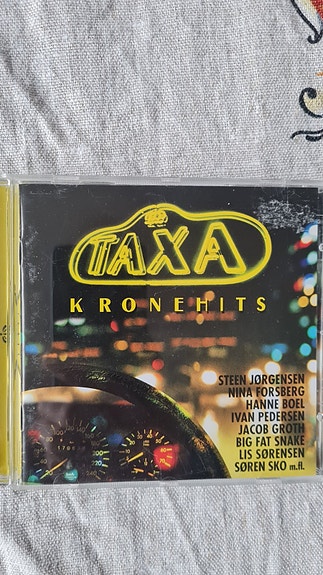 TAXA
KRONEHITS
STEEN JØRGENSEN
NINA FORSBERG
HANNE BOEL
IVAN PEDERSEN
JACOB GROTH
BIG FAT SNAKE
LIS SØRENSEN
SØREN SKO m.fl.